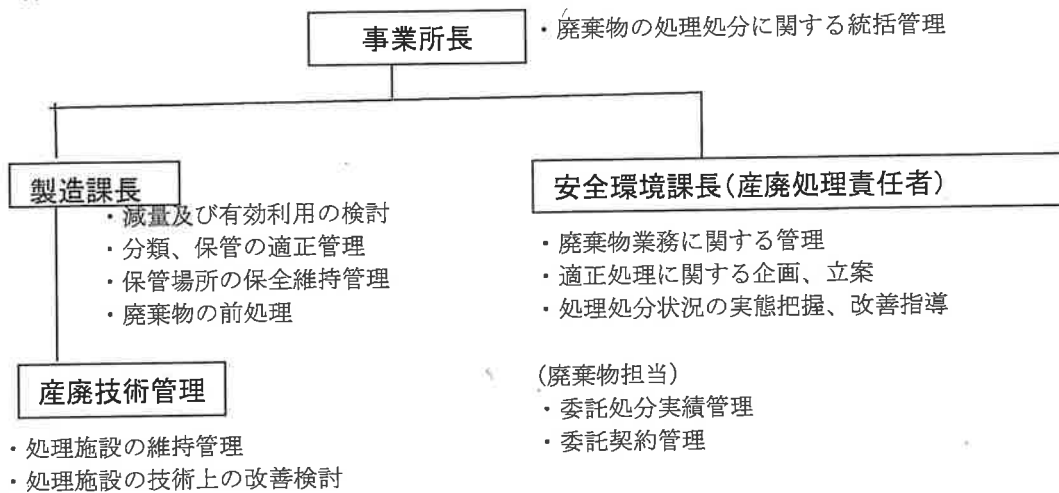 事業所長
・廃棄物の処理処分に関する統括管理
製造課長
・減量及び有効利用の検討
・分類、保管の適正管理
・保管場所の保全維持管理
・廃棄物の前処理
産廃技術管理
・処理施設の維持管理
・処理施設の技術上の改善検討
安全環境課長(産廃処理責任者)
・廃棄物業務に関する管理
・適正処理に関する企画、立案
・処理処分状況の実態把握、改善指導
(廃棄物担当)
・委託処分実績管理
・委託契約管理